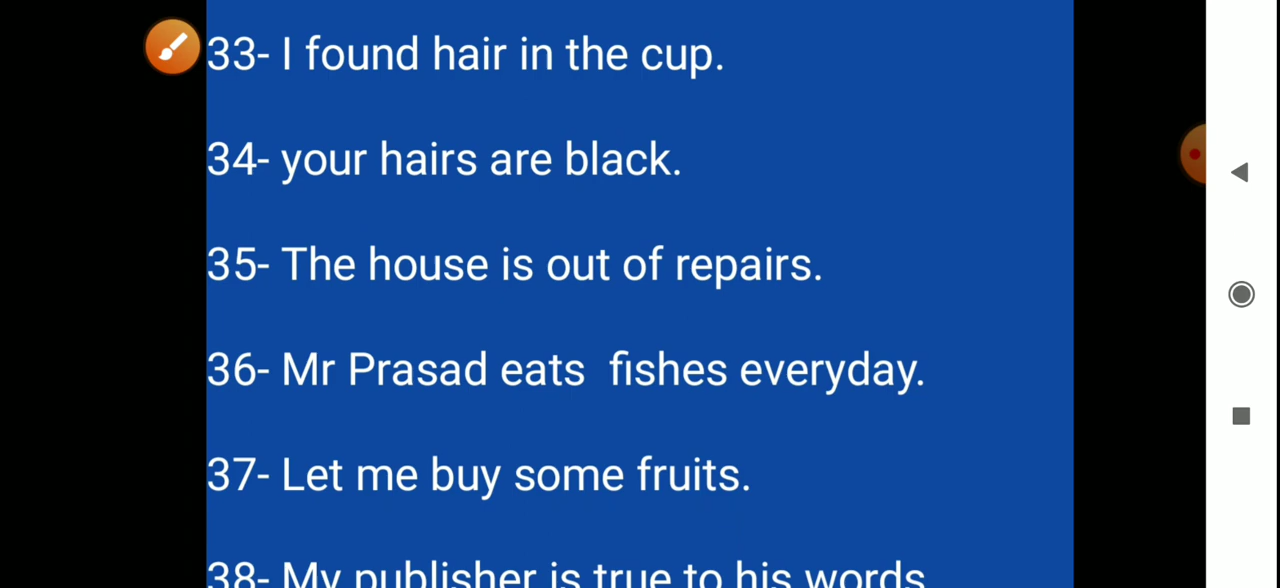 33- I found hair in the cup.
34- your hairs are black.
35- The house is out of repairs.
36- Mr Prasad eats  fishes everyday.
37- Let me buy some fruits.
38- My publisher is true to his words